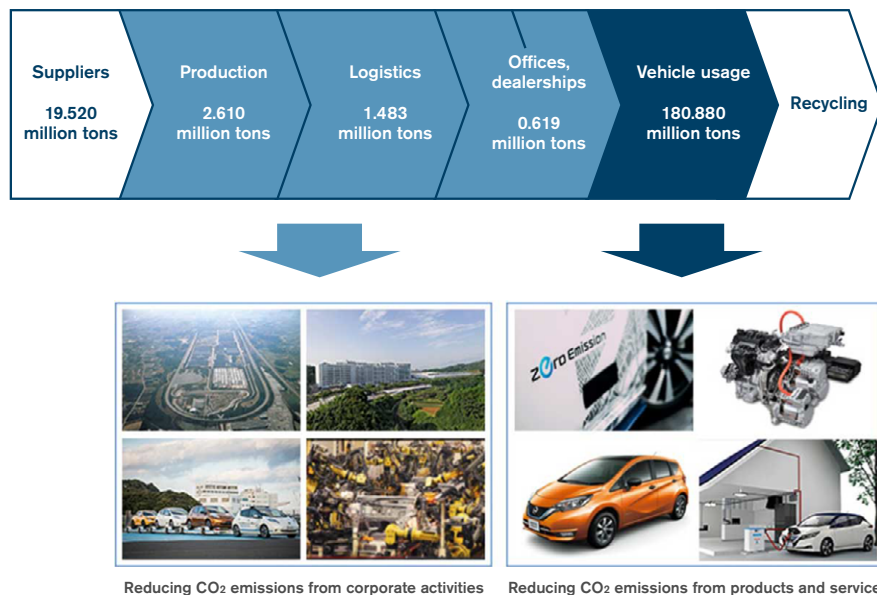 Suppliers
19.520
million tons
Production
2.610
million tons
Logistics
1.483
million tons
Offices,
dealerships
0.619
million tons
Vehicle usage
180.880
million tons
Recycling
zero Emission
Reducing CO₂ emissions from corporate activities
Reducing CO₂ emissions from products and service